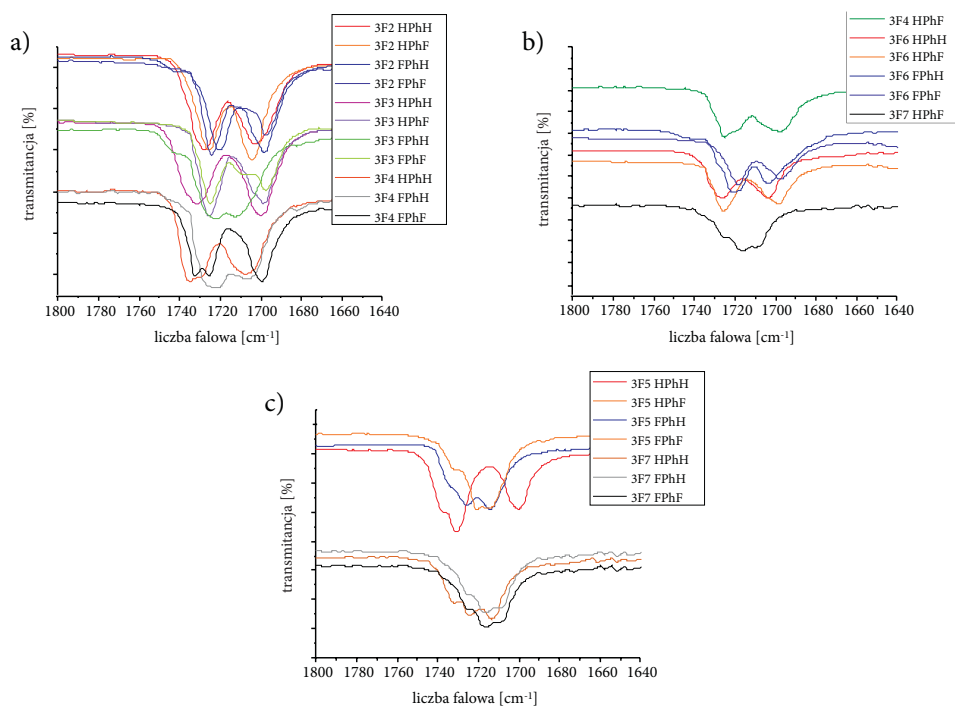 a)
transmitancja [%]
3F2 HPhH
3F2 HPhF
3F2 FPhH
3F2 FPhF
3F3 HPhH
3F3 HPhF
3F3 FPhH
3F3 FPhF
3F4 HPhH
3F4 FPhH
3F4 FPhF
1800 1780 1760 1740 1720 1700 1680 1660 1640
liczba falowa [cm-1]
b)
transmitancja [%]
3F4 HPhF
3F6 HPhH
3F6 HPhF
3F6 FPhH
3F6 FPhF
3F7 HPhF
1800 1780 1760 1740 1720 1700 1680 1660 1640
liczba falowa [cm-1]
c)
transmitancja [%]
3F5 HPhH
3F5 HPhF
3F5 FPhH
3F5 FPhF
3F7 HPhH
3F7 FPhH
3F7 FPhF
1800 1780 1760 1740 1720 1700 1680 1660 1640
liczba falowa [cm-1]